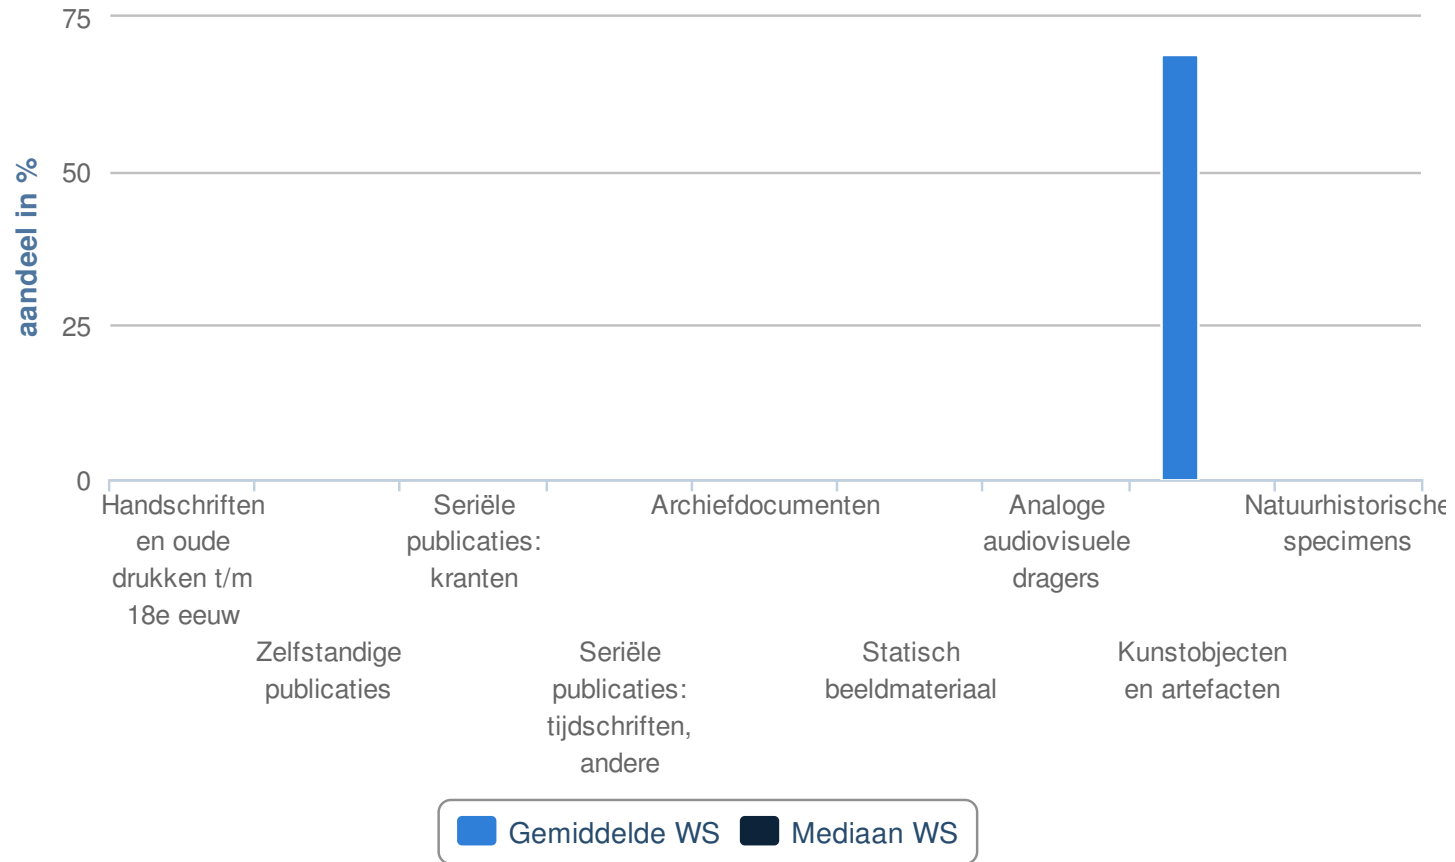 75
50
25
0
aandeel in %
Handschriften
en oude
drukken t/m
18e eeuw
Zelfstandige
publicaties
Seriële
publicaties:
kranten
Seriële
publicaties:
tijdschriften,
andere
Archiefdocumenten
Statisch
beeldmateriaal
Analoge
audiovisuele
dragers
Kunstobjecten
en artefacten
Natuurhistorische
specimens
Gemiddelde WS
Mediaan WS